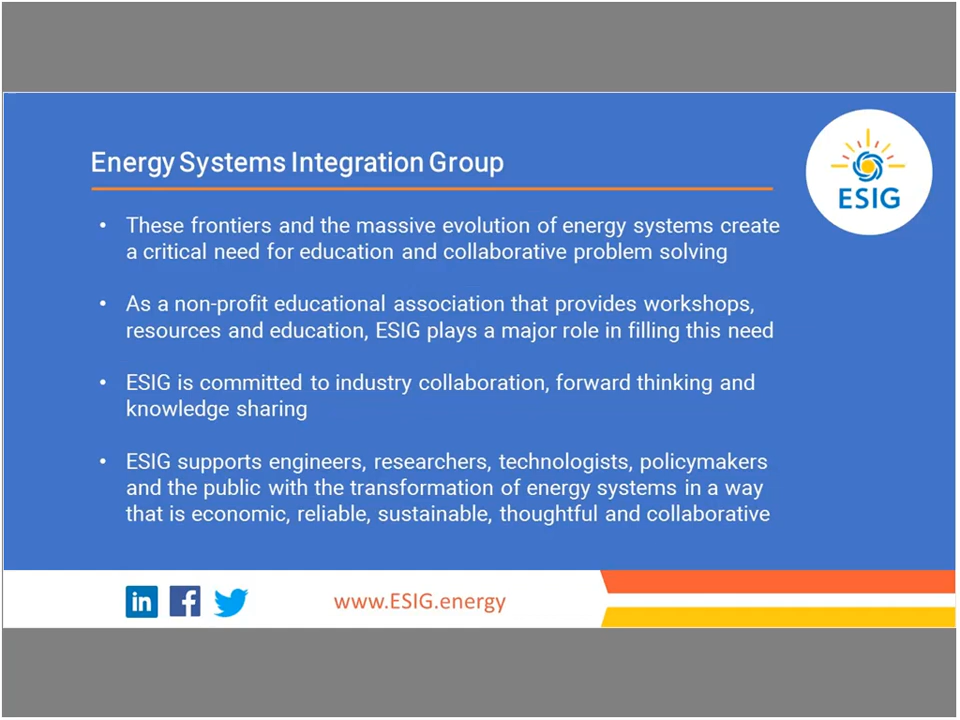 Energy Systems Integration Group
ESIG
• These frontiers and the massive evolution of energy systems create
a critical need for education and collaborative problem solving
• As a non-profit educational association that provides workshops,
resources and education, ESIG plays a major role in filling this need
• ESIG is committed to industry collaboration, forward thinking and
knowledge sharing
• ESIG supports engineers, researchers, technologists, policymakers
and the public with the transformation of energy systems in a way
that is economic, reliable, sustainable, thoughtful and collaborative
in f
www.ESIG.energy